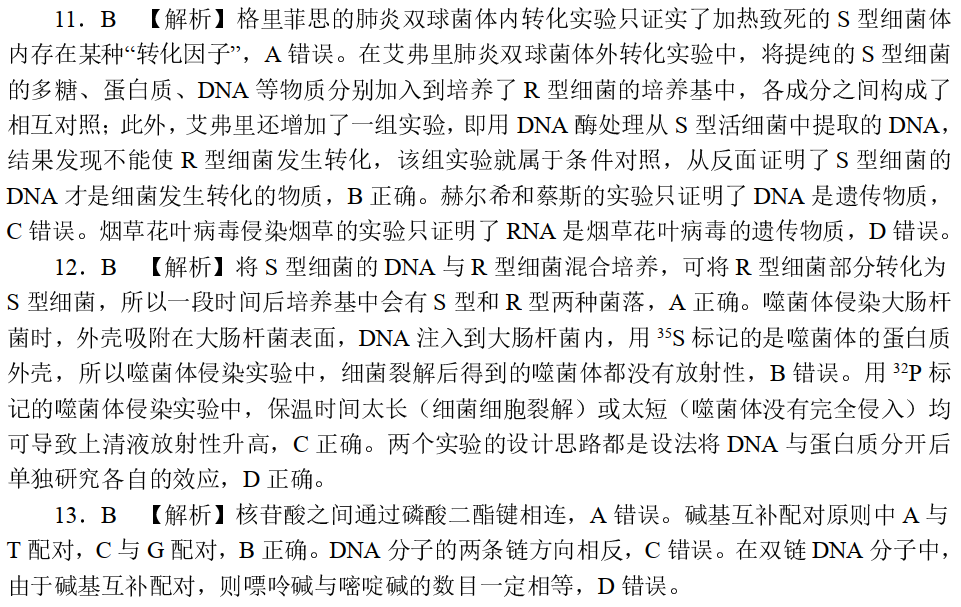 11．B 【解析】格里菲思的肺炎双球菌体内转化实验只证实了加热致死的 S 型细菌体
内存在某种“转化因子”，A 错误。在艾弗里肺炎双球菌体外转化实验中，将提纯的 S 型细菌
的多糖、蛋白质、DNA 等物质分别加入到培养了 R 型细菌的培养基中，各成分之间构成了
相互对照；此外，艾弗里还增加了一组实验，即用 DNA 酶处理从 S 型活细菌中提取的 DNA，
结果发现不能使 R 型细菌发生转化，该组实验就属于条件对照，从反面证明了 S 型细菌的
DNA 才是细菌发生转化的物质，B 正确。赫尔希和蔡斯的实验只证明了 DNA 是遗传物质，
C 错误。烟草花叶病毒侵染烟草的实验只证明了 RNA 是烟草花叶病毒的遗传物质，D 错误。
12．B 【解析】将 S 型细菌的 DNA 与 R 型细菌混合培养，可将 R 型细菌部分转化为
S 型细菌，所以一段时间后培养基中会有 S 型和 R 型两种菌落，A 正确。噬菌体侵染大肠杆
菌时，外壳吸附在大肠杆菌表面，DNA 注入到大肠杆菌内，用 ³⁵S 标记的是噬菌体的蛋白质
外壳，所以噬菌体侵染实验中，细菌裂解后得到的噬菌体都没有放射性，B 错误。用 ³²P 标
记的噬菌体侵染实验中，保温时间太长（细菌细胞裂解）或太短（噬菌体没有完全侵入）均
可导致上清液放射性升高，C 正确。两个实验的设计思路都是设法将 DNA 与蛋白质分开后
单独研究各自的效应，D 正确。
13．B 【解析】核苷酸之间通过磷酸二酯键相连，A 错误。碱基互补配对原则中 A 与
T 配对，C 与 G 配对，B 正确。DNA 分子的两条链方向相反，C 错误。在双链 DNA 分子中，
由于碱基互补配对，则嘌呤碱与嘧啶碱的数目一定相等，D 错误。